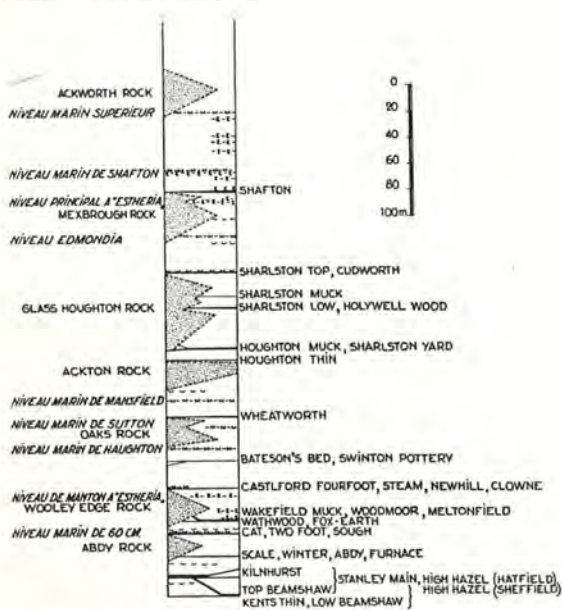 ACKWORTH ROCK
NIVEAU MARIN SUPERIEUR
NIVEAU MARIN DE SHAFTON
NIVEAU PRINCIPAL A "ESTHERIA"
MEXBROUGH ROCK
NIVEAU EDMONDIA
GLASS HOUGHTON ROCK
ACKTON ROCK
NIVEAU MARIN DE MANSFIELD
NIVEAU MARIN DE SUTTON
OAKS ROCK
NIVEAU MARIN DE HAUGHTON
NIVEAU DE MANTON A "ESTHERIA"
WOOLEY EDGE ROCK
NIVEAU MARIN DE 60 CM.
ABDY ROCK
0
20
40
60
80
100m.
SHAFTON
SHARLSTON TOP, CUDWORTH
SHARLSTON MUCK
SHARLSTON LOW, HOLYWELL WOOD
HOUGHTON MUCK, SHARLSTON YARD
HOUGHTON THIN
WHEATWORTH
BATESON'S BED, SWINTON POTTERY
CASTLFORD FOURFOOT, STEAM, NEWHILL, CLOWNE
WAKEFIELD MUCK, WOODMOOR, MELTONFIELD
WATHWOOD, FOX-EARTH
CAT, TWO FOOT, SOUGH
SCALE, WINTER, ABDY, FURNACE
KILNHURST
STANLEY MAIN, HIGH HAZEL (HATFIELD)
TOP BEAMSHAW
HIGH HAZEL (SHEFFIELD)
KENTS THIN, LOW BEAMSHAW